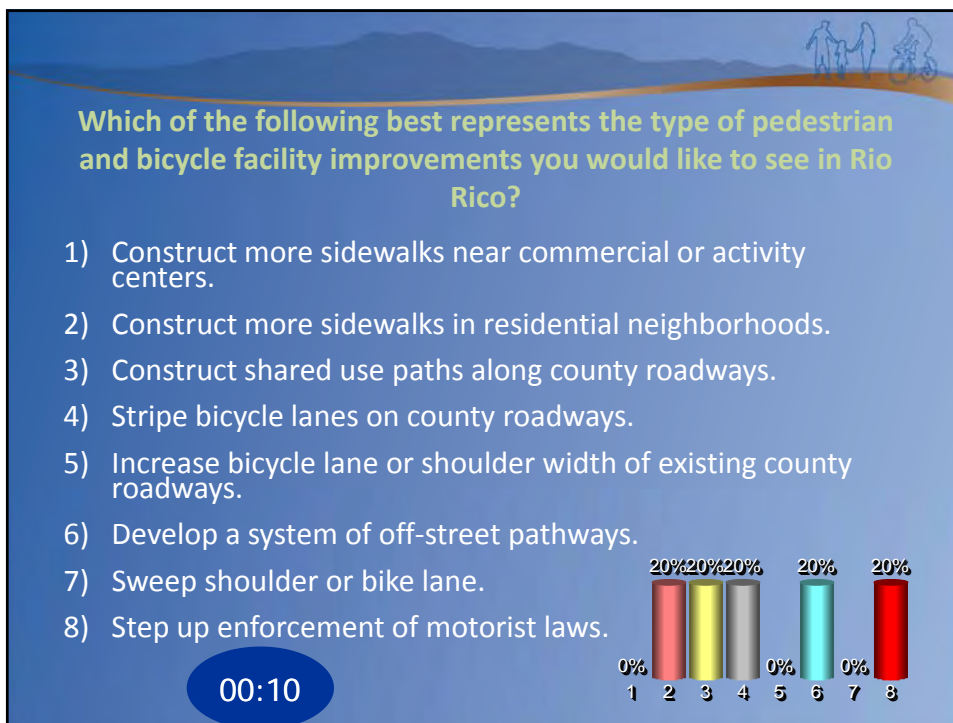 Which of the following best represents the type of pedestrian
and bicycle facility improvements you would like to see in Rio
Rico?
1) Construct more sidewalks near commercial or activity
centers.
2) Construct more sidewalks in residential neighborhoods.
3) Construct shared use paths along county roadways.
4) Stripe bicycle lanes on county roadways.
5) Increase bicycle lane or shoulder width of existing county
roadways.
6) Develop a system of off-street pathways.
7) Sweep shoulder or bike lane.
8) Step up enforcement of motorist laws.
20% 20% 20% 20% 20%
0% 0% 0%
1 2 3 4 5 6 7 8
00:10